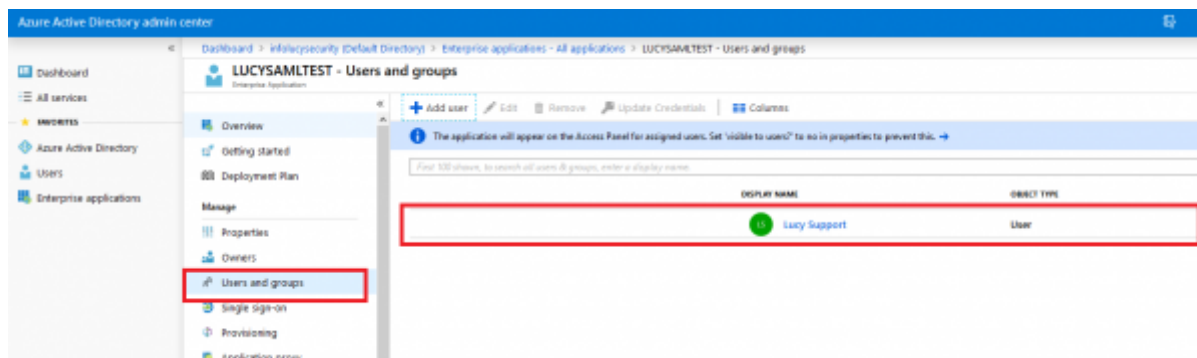 Azure Active Directory admin center
Dashboard > infolucysecurity (Default Directory) > Enterprise applications - All applications > LUCYSAMLTEST - Users and groups
LUCYSAMLTEST - Users and groups
Enterprise Application
Dashboard
All services
FAVORITES
Azure Active Directory
Users
Enterprise applications
Overview
Getting started
Deployment Plan
Manage
Properties
Owners
Users and groups
Single sign-on
Provisioning
Application proxy
Add user Edit Remove Update Credentials Columns
The application will appear on the Access Panel for assigned users. Set 'visible to users?' to no in properties to prevent this. →
First 100 shown, to search all users & groups, enter a display name.
DISPLAY NAME OBJECT TYPE
LS Lucy Support User